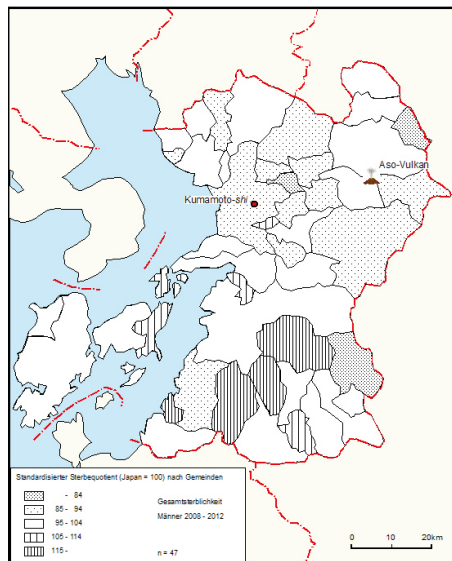 Aso-Vulkan
Kumamoto-shi
Standardisierter Sterbequotient (Japan = 100) nach Gemeinden
- 84
85 - 94
95 - 104
105 - 114
115 -
Gesamtsterblichkeit
Männer 2008 - 2012
n = 47
0 10 20km